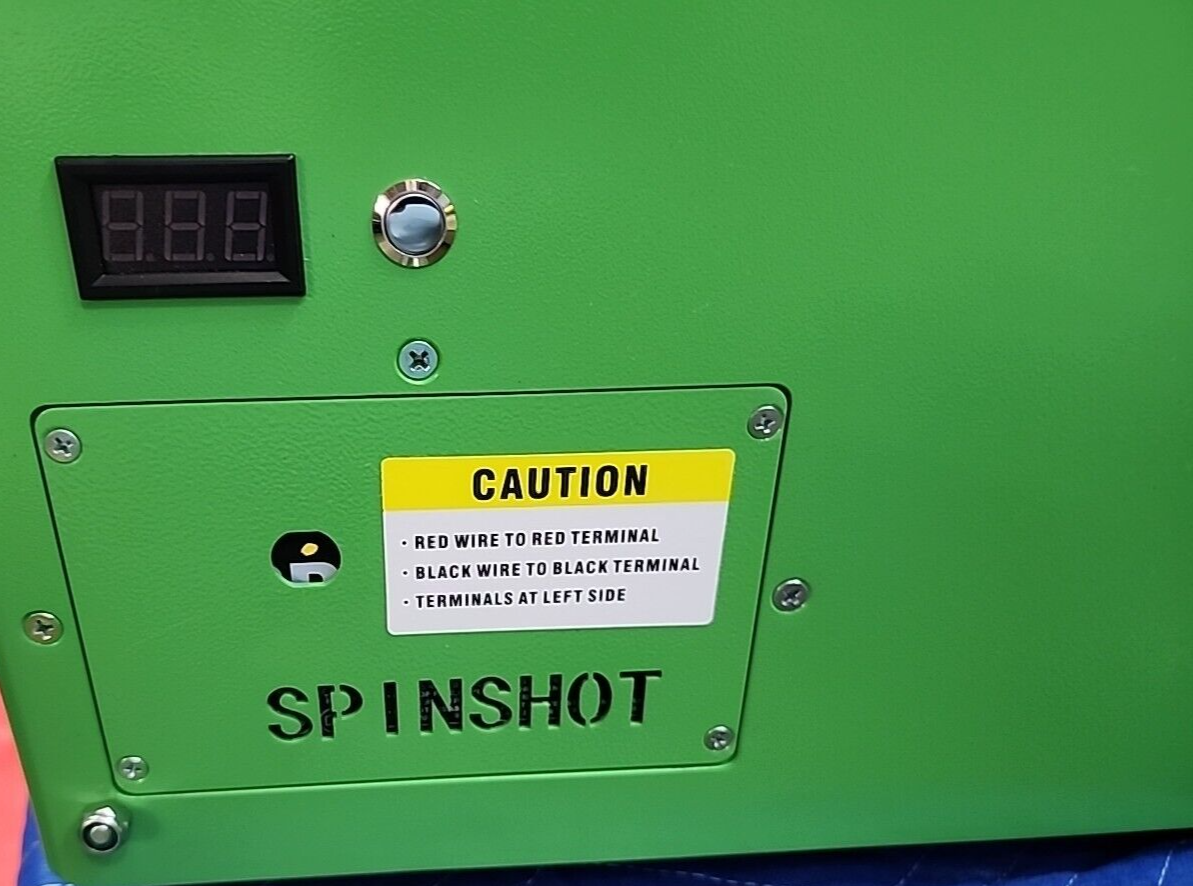 CAUTION
· RED WIRE TO RED TERMINAL
· BLACK WIRE TO BLACK TERMINAL
· TERMINALS AT LEFT SIDE
SPINSHOT